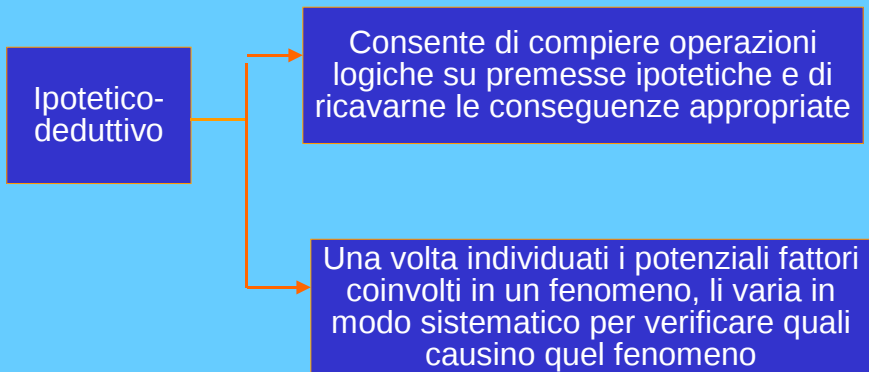 Ipotetico-
deduttivo
Consente di compiere operazioni
logiche su premesse ipotetiche e di
ricavarne le conseguenze appropriate
Una volta individuati i potenziali fattori
coinvolti in un fenomeno, li varia in
modo sistematico per verificare quali
causino quel fenomeno